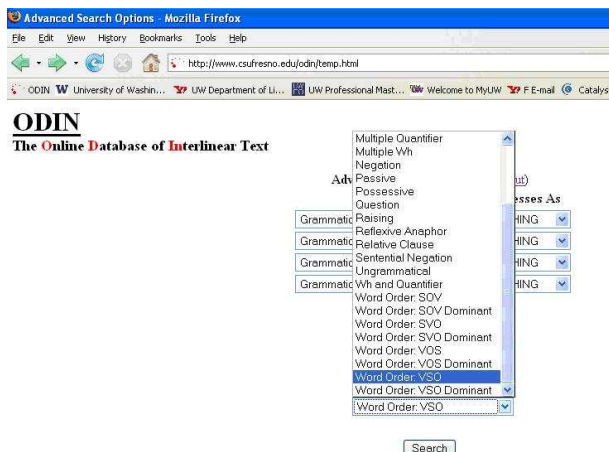 Advanced Search Options - Mozilla Firefox
File Edit View History Bookmarks Tools Help
http://www.csufresno.edu/odin/temp.html
ODIN W University of Washin... UW Department of Li... UW Professional Mast... Welcome to MyUW F E-mail Catalys
ODIN
The Online Database of Interlinear Text
Multiple Quantifier
Multiple Wh
Negation
Adv Passive ut)
Possessive
Question esses As
Grammatic Raising HING
Reflexive Anaphor
Grammatic Relative Clause HING
Grammatic Sentential Negation HING
Ungrammatical
Grammatic Wh and Quantifier HING
Word Order: SOV
Word Order: SOV Dominant
Word Order: SVO
Word Order: SVO Dominant
Word Order: VOS
Word Order: VOS Dominant
Word Order: VSO
Word Order: VSO Dominant
Word Order: VSO
Search